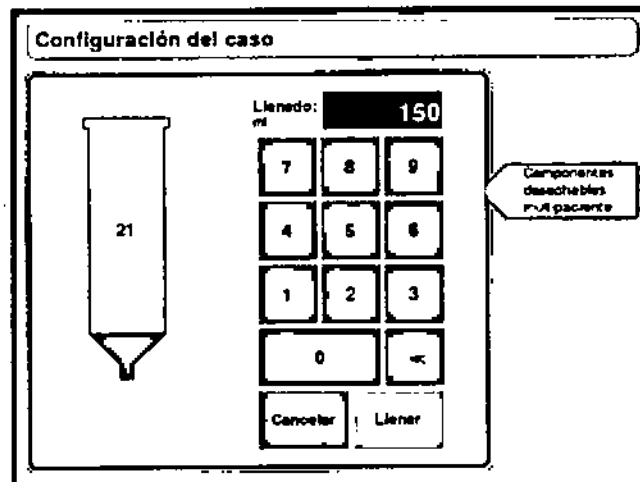 Configuración del caso
Llenado:
ml
150
7 8 9
4 5 6
1 2 3
0 <<
Cancelar Llenar
21
Componentes
desechables
multi-paciente